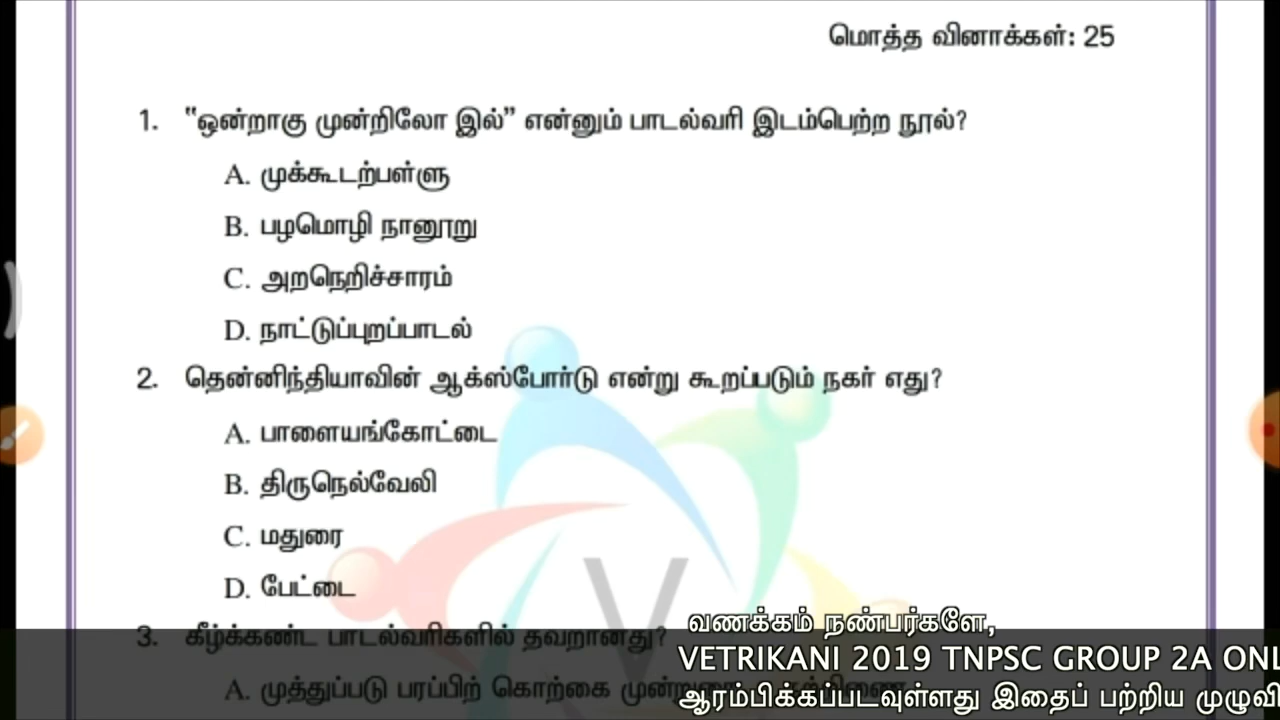 மொத்த வினாக்கள்: 25
1. "ஒன்றாகு முன்றிலோ இல்" என்னும் பாடல்வரி இடம்பெற்ற நூல்?
A. முக்கூடற்பள்ளு
B. பழமொழி நானூறு
C. அறநெறிச்சாரம்
D. நாட்டுப்புறப்பாடல்
2. தென்னிந்தியாவின் ஆக்ஸ்போர்டு என்று கூறப்படும் நகர் எது?
A. பாளையங்கோட்டை
B. திருநெல்வேலி
C. மதுரை
D. பேட்டை
V
3. கீழ்க்கண்ட பாடல்வரிகளில் தவறானது?
வணக்கம் நண்பர்களே,
VETRIKANI 2019 TNPSC GROUP 2A ONL
A. முத்துப்படு பரப்பிற் கொற்கை
ஆரம்பிக்கப்படவுள்ளது இதைப் பற்றிய முழுவி